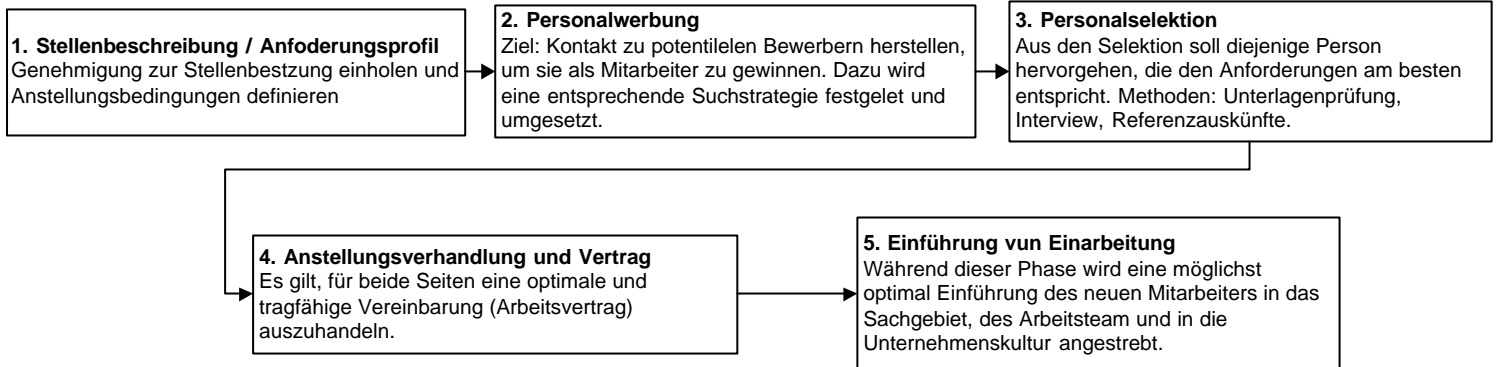 1. Stellenbeschreibung / Anfoderungsprofil
Genehmigung zur Stellenbestzung einholen und
Anstellungsbedingungen definieren
2. Personalwerbung
Ziel: Kontakt zu potentilelen Bewerbern herstellen,
um sie als Mitarbeiter zu gewinnen. Dazu wird
eine entsprechende Suchstrategie festgelet und
umgesetzt.
3. Personalselektion
Aus den Selektion soll diejenige Person
hervorgehen, die den Anforderungen am besten
entspricht. Methoden: Unterlagenprüfung,
Interview, Referenzauskünfte.
4. Anstellungsverhandlung und Vertrag
Es gilt, für beide Seiten eine optimale und
tragfähige Vereinbarung (Arbeitsvertrag)
auszuhandeln.
5. Einführung vun Einarbeitung
Während dieser Phase wird eine möglichst
optimal Einführung des neuen Mitarbeiters in das
Sachgebiet, des Arbeitsteam und in die
Unternehmenskultur angestrebt.